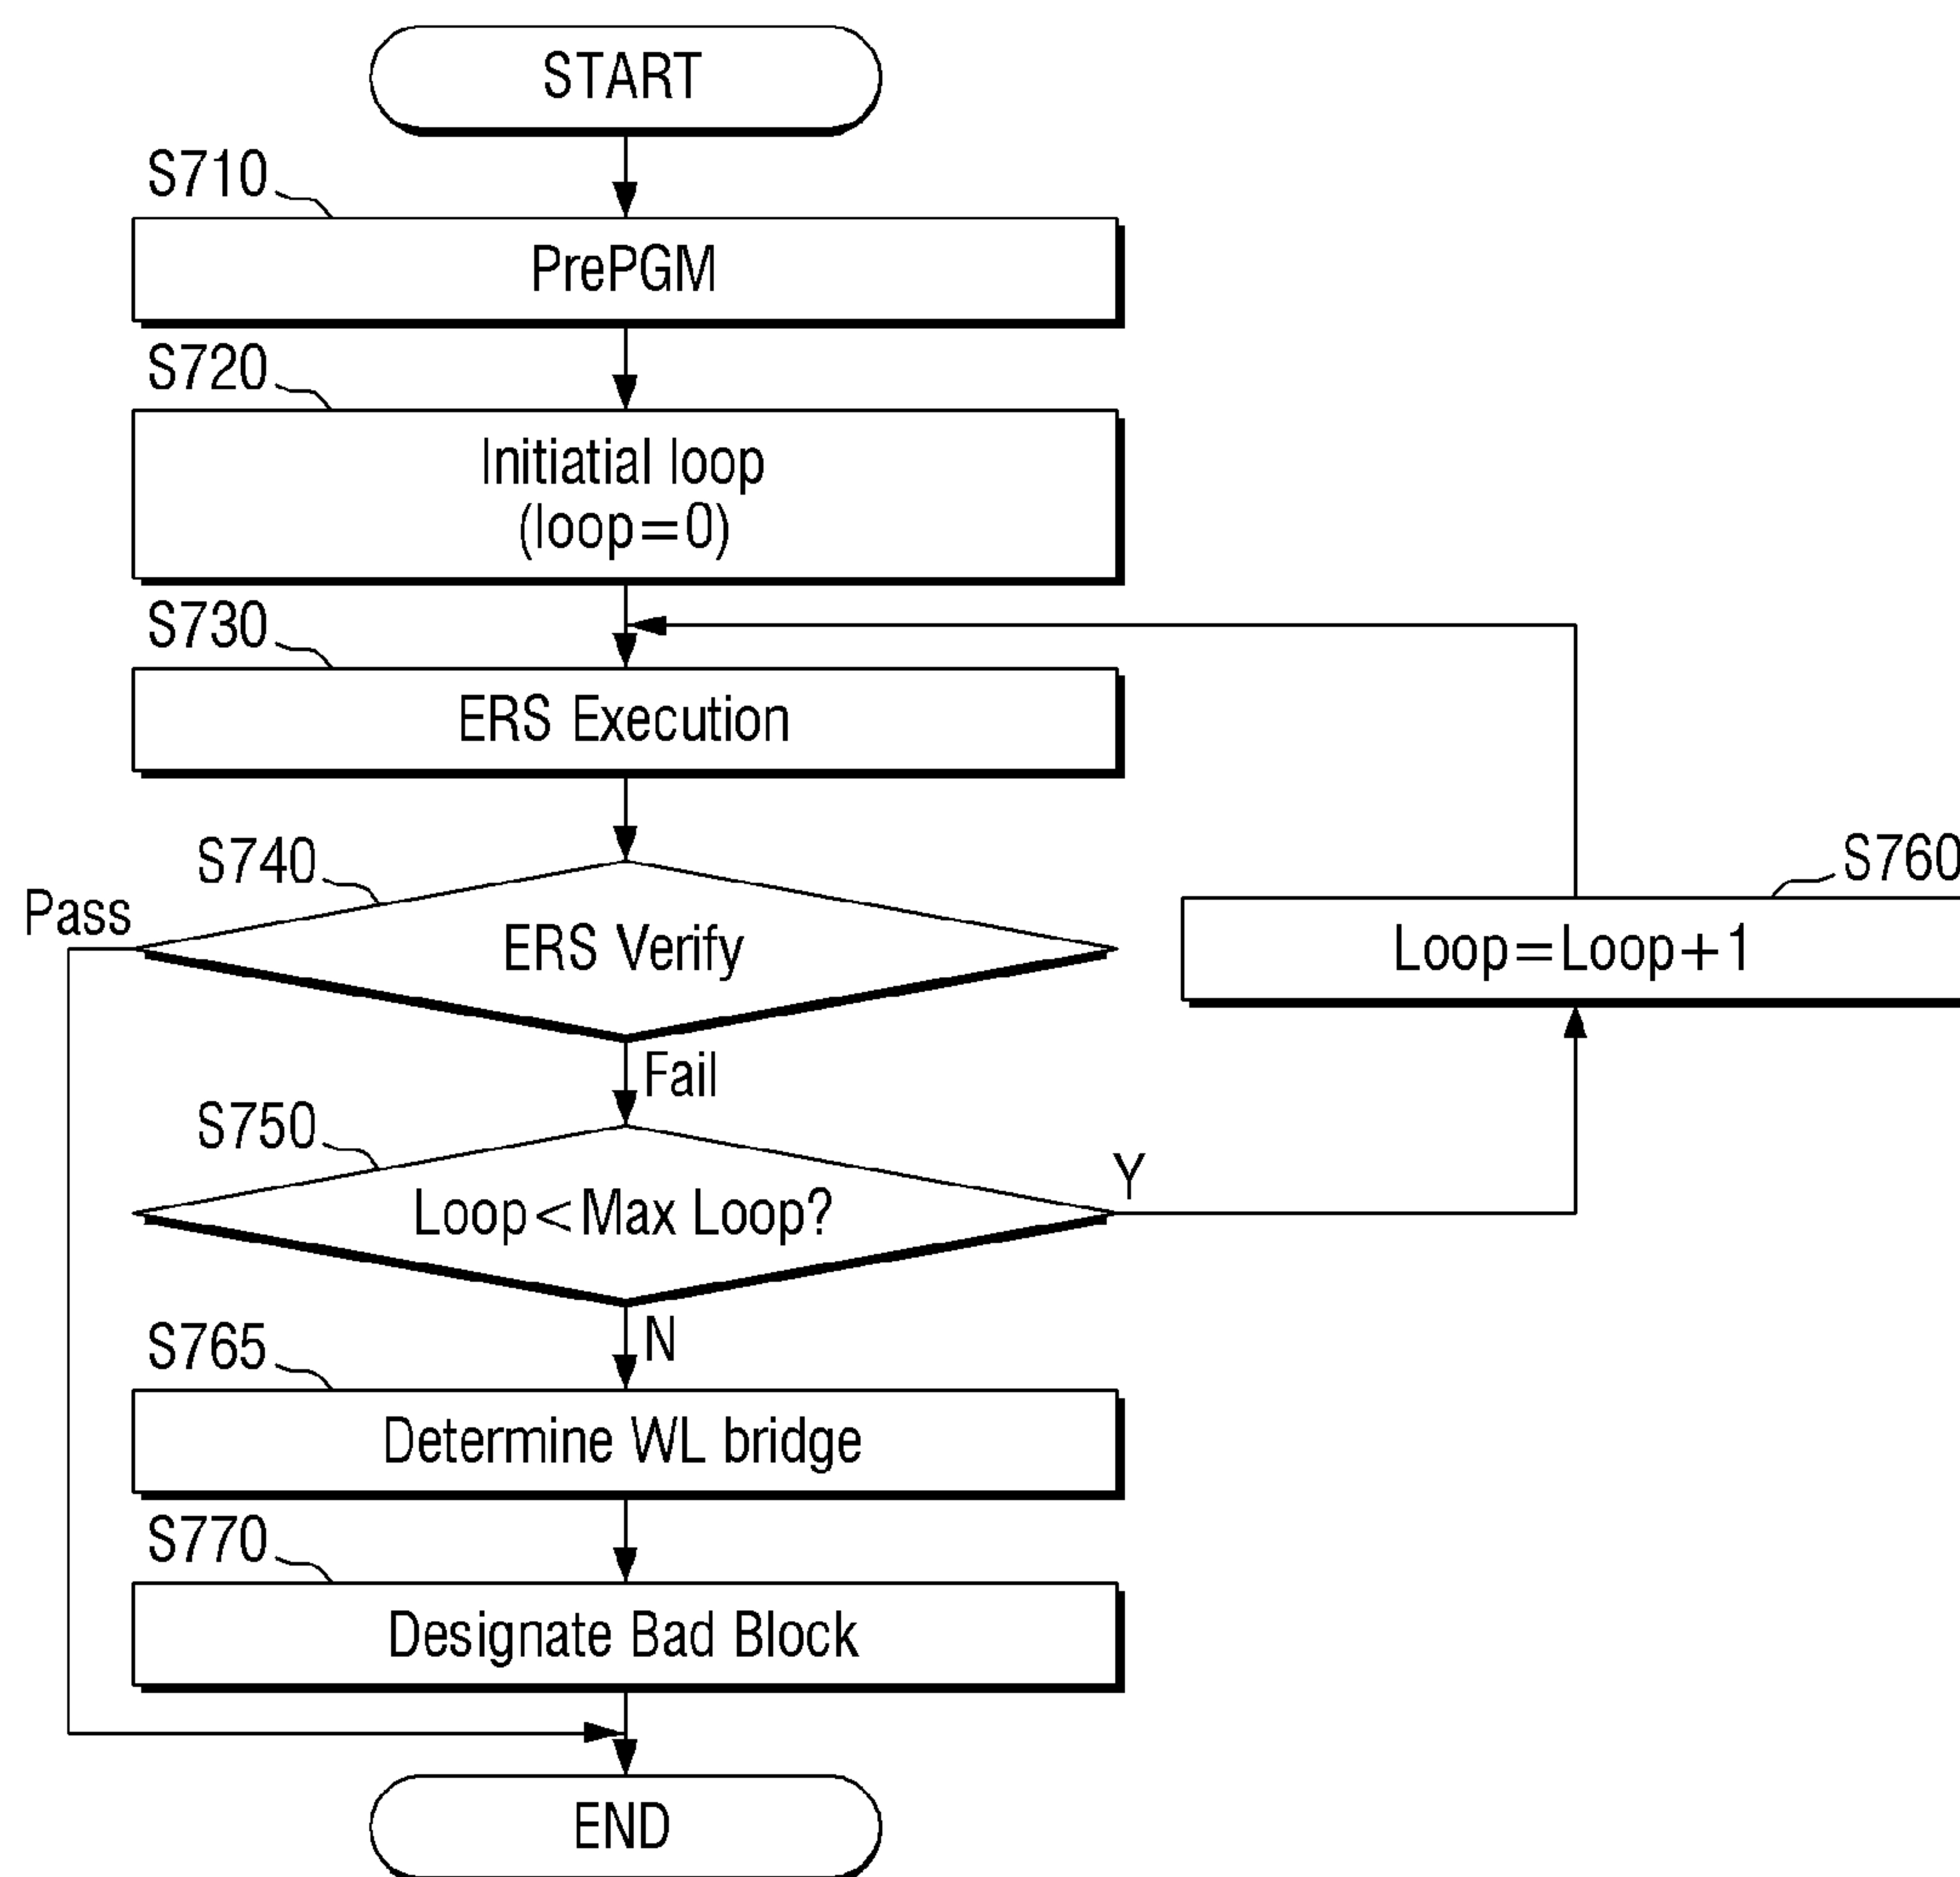 START
S710
PrePGM
S720
Initiatial loop
(loop=0)
S730
ERS Execution
S740
Pass
ERS Verify
S760
Loop=Loop+1
Fail
S750
Loop<Max Loop?
Y
N
S765
Determine WL bridge
S770
Designate Bad Block
END